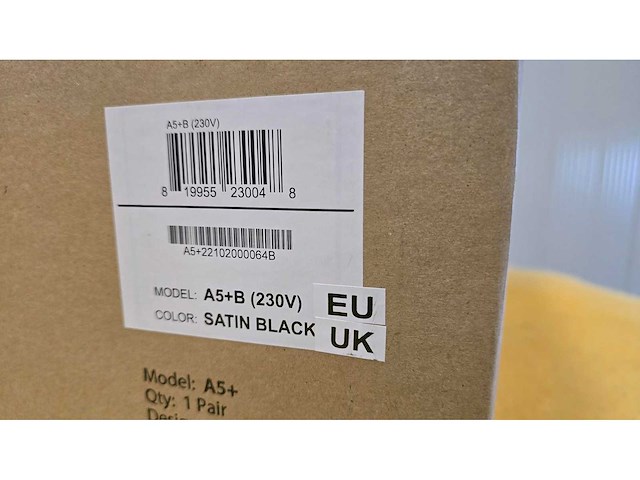 A5+B (230V)
8 19955 23004 8
A5+22102000064B
MODEL: A5+B (230V) EU
COLOR: SATIN BLACK UK
Model: A5+
Qty: 1 Pair